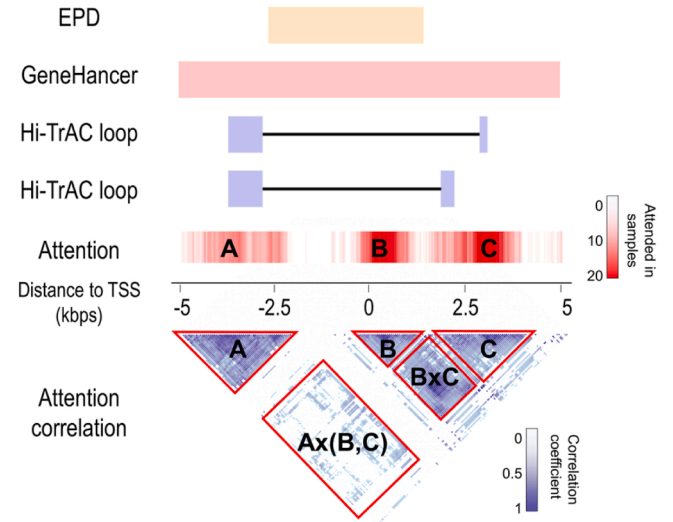 EPD
GeneHancer
Hi-TrAC loop
Hi-TrAC loop
Attention
A
B
C
0
10
20
Attended in
samples
Distance to TSS
(kbps)
-5
-2.5
0
2.5
5
A
B
C
BxC
Attention
correlation
Ax(B,C)
0
0.5
1
Correlation
coefficient